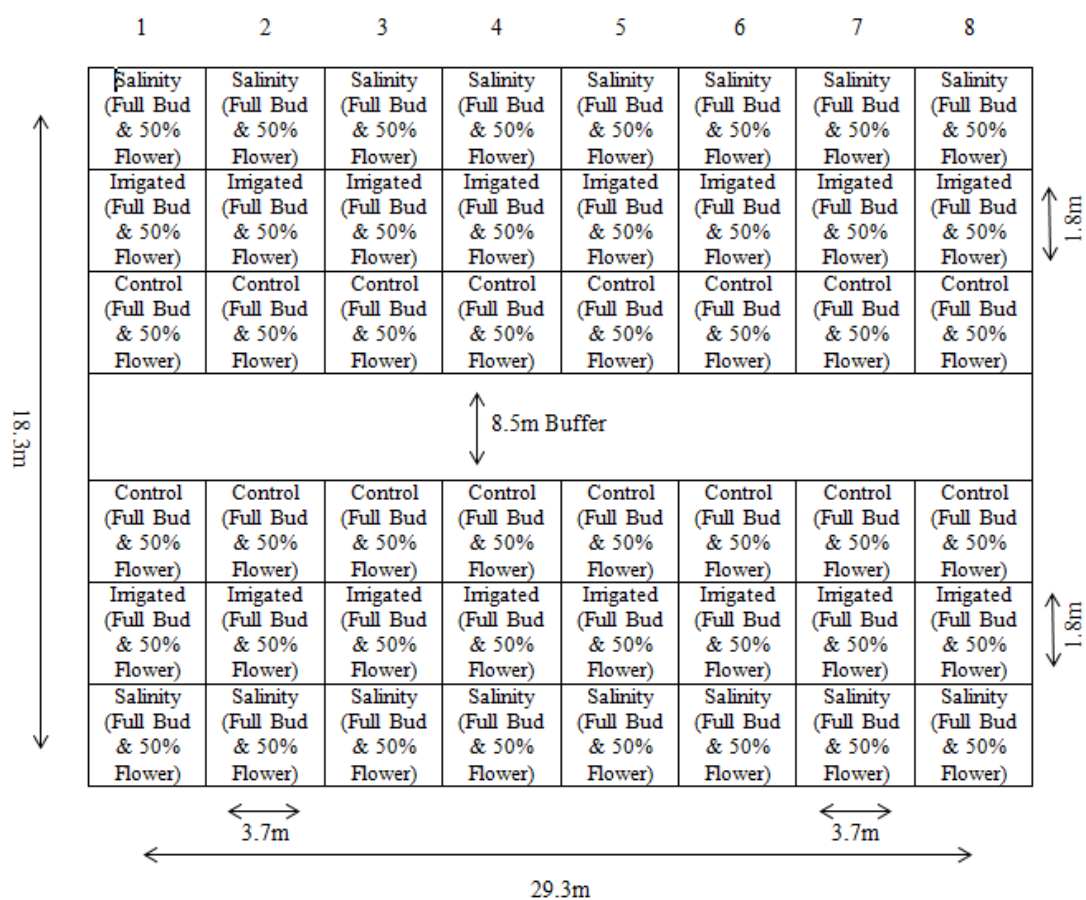 1 2 3 4 5 6 7 8
Salinity Salinity Salinity Salinity Salinity Salinity Salinity Salinity
(Full Bud (Full Bud (Full Bud (Full Bud (Full Bud (Full Bud (Full Bud (Full Bud
& 50% & 50% & 50% & 50% & 50% & 50% & 50% & 50%
Flower) Flower) Flower) Flower) Flower) Flower) Flower) Flower)
Irrigated Irrigated Irrigated Irrigated Irrigated Irrigated Irrigated Irrigated
(Full Bud (Full Bud (Full Bud (Full Bud (Full Bud (Full Bud (Full Bud (Full Bud
& 50% & 50% & 50% & 50% & 50% & 50% & 50% & 50%
Flower) Flower) Flower) Flower) Flower) Flower) Flower) Flower)
1.8m
Control Control Control Control Control Control Control Control
(Full Bud (Full Bud (Full Bud (Full Bud (Full Bud (Full Bud (Full Bud (Full Bud
& 50% & 50% & 50% & 50% & 50% & 50% & 50% & 50%
Flower) Flower) Flower) Flower) Flower) Flower) Flower) Flower)
18.3m
8.5m Buffer
Control Control Control Control Control Control Control Control
(Full Bud (Full Bud (Full Bud (Full Bud (Full Bud (Full Bud (Full Bud (Full Bud
& 50% & 50% & 50% & 50% & 50% & 50% & 50% & 50%
Flower) Flower) Flower) Flower) Flower) Flower) Flower) Flower)
Irrigated Irrigated Irrigated Irrigated Irrigated Irrigated Irrigated Irrigated
(Full Bud (Full Bud (Full Bud (Full Bud (Full Bud (Full Bud (Full Bud (Full Bud
& 50% & 50% & 50% & 50% & 50% & 50% & 50% & 50%
Flower) Flower) Flower) Flower) Flower) Flower) Flower) Flower)
1.8m
Salinity Salinity Salinity Salinity Salinity Salinity Salinity Salinity
(Full Bud (Full Bud (Full Bud (Full Bud (Full Bud (Full Bud (Full Bud (Full Bud
& 50% & 50% & 50% & 50% & 50% & 50% & 50% & 50%
Flower) Flower) Flower) Flower) Flower) Flower) Flower) Flower)
3.7m 3.7m
29.3m